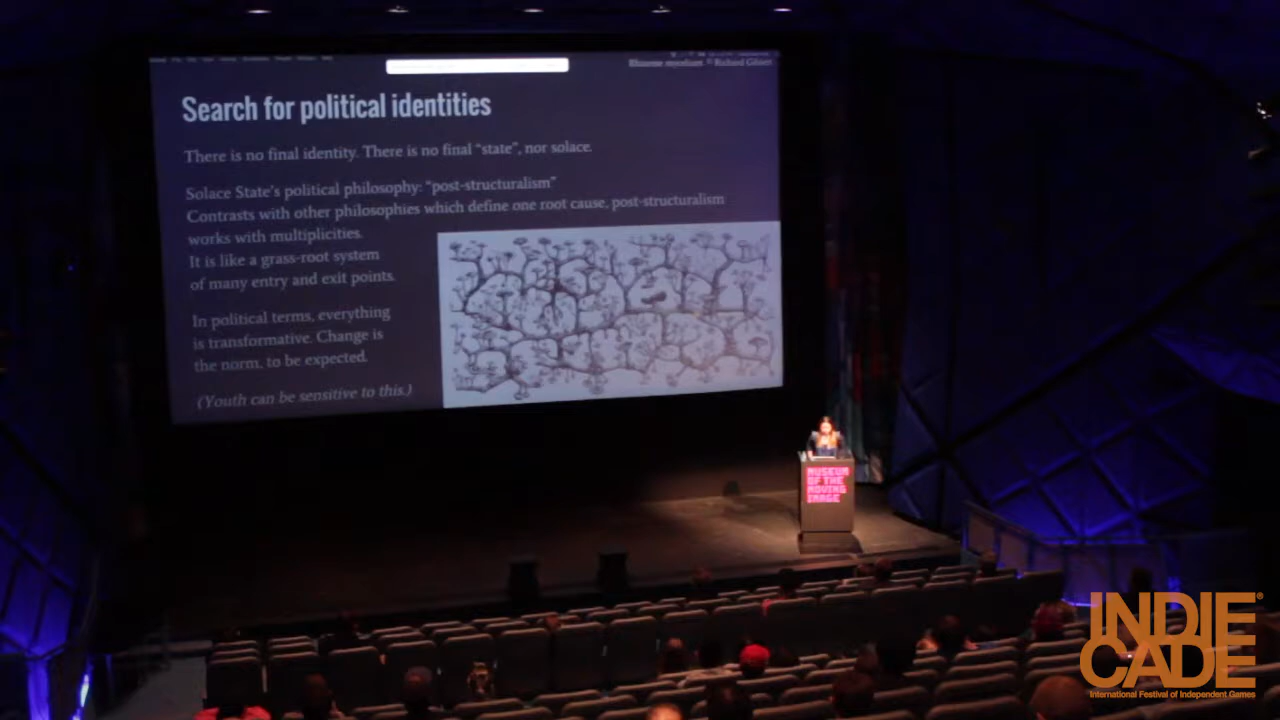 Rhizome mycelium © Richard Giblett
Search for political identities
There is no final identity. There is no final “state”, nor solace.
Solace State's political philosophy: “post-structuralism”
Contrasts with other philosophies which define one root cause, post-structuralism
works with multiplicities.
It is like a grass-root system
of many entry and exit points.
In political terms, everything
is transformative. Change is
the norm, to be expected.
(Youth can be sensitive to this.)
MUSEUM
OF THE
MOVING
IMAGE
INDIE
CADE
International Festival of Independent Games